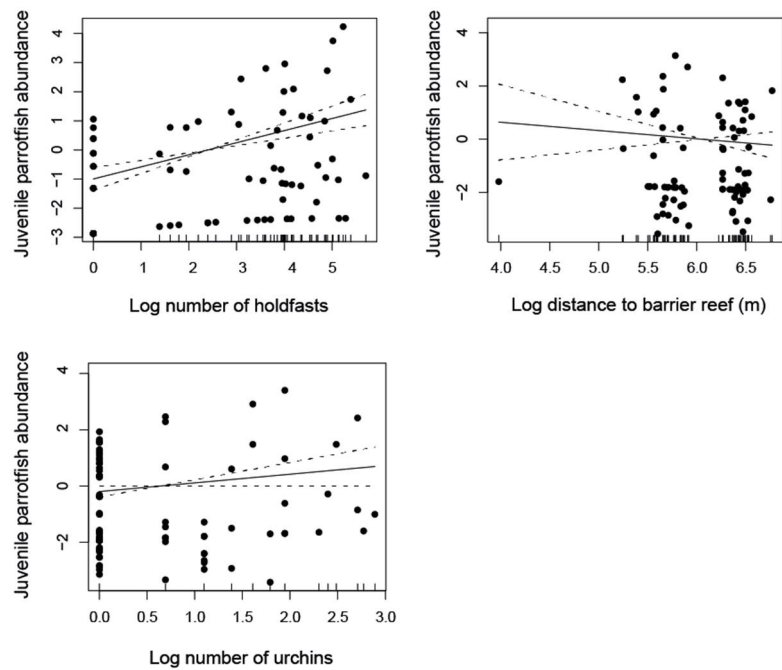 Juvenile parrotfish abundance
4
3
2
1
0
-1
-2
-3
0 1 2 3 4 5
Log number of holdfasts
Juvenile parrotfish abundance
4
2
0
-2
4.0 4.5 5.0 5.5 6.0 6.5
Log distance to barrier reef (m)
Juvenile parrotfish abundance
4
2
0
-2
0.0 0.5 1.0 1.5 2.0 2.5 3.0
Log number of urchins